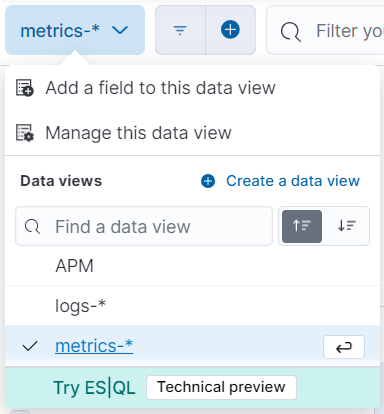 metrics-*
Filter you
Add a field to this data view
Manage this data view
Data views Create a data view
Find a data view
APM
logs-*
metrics-*
Try ES|QL Technical preview